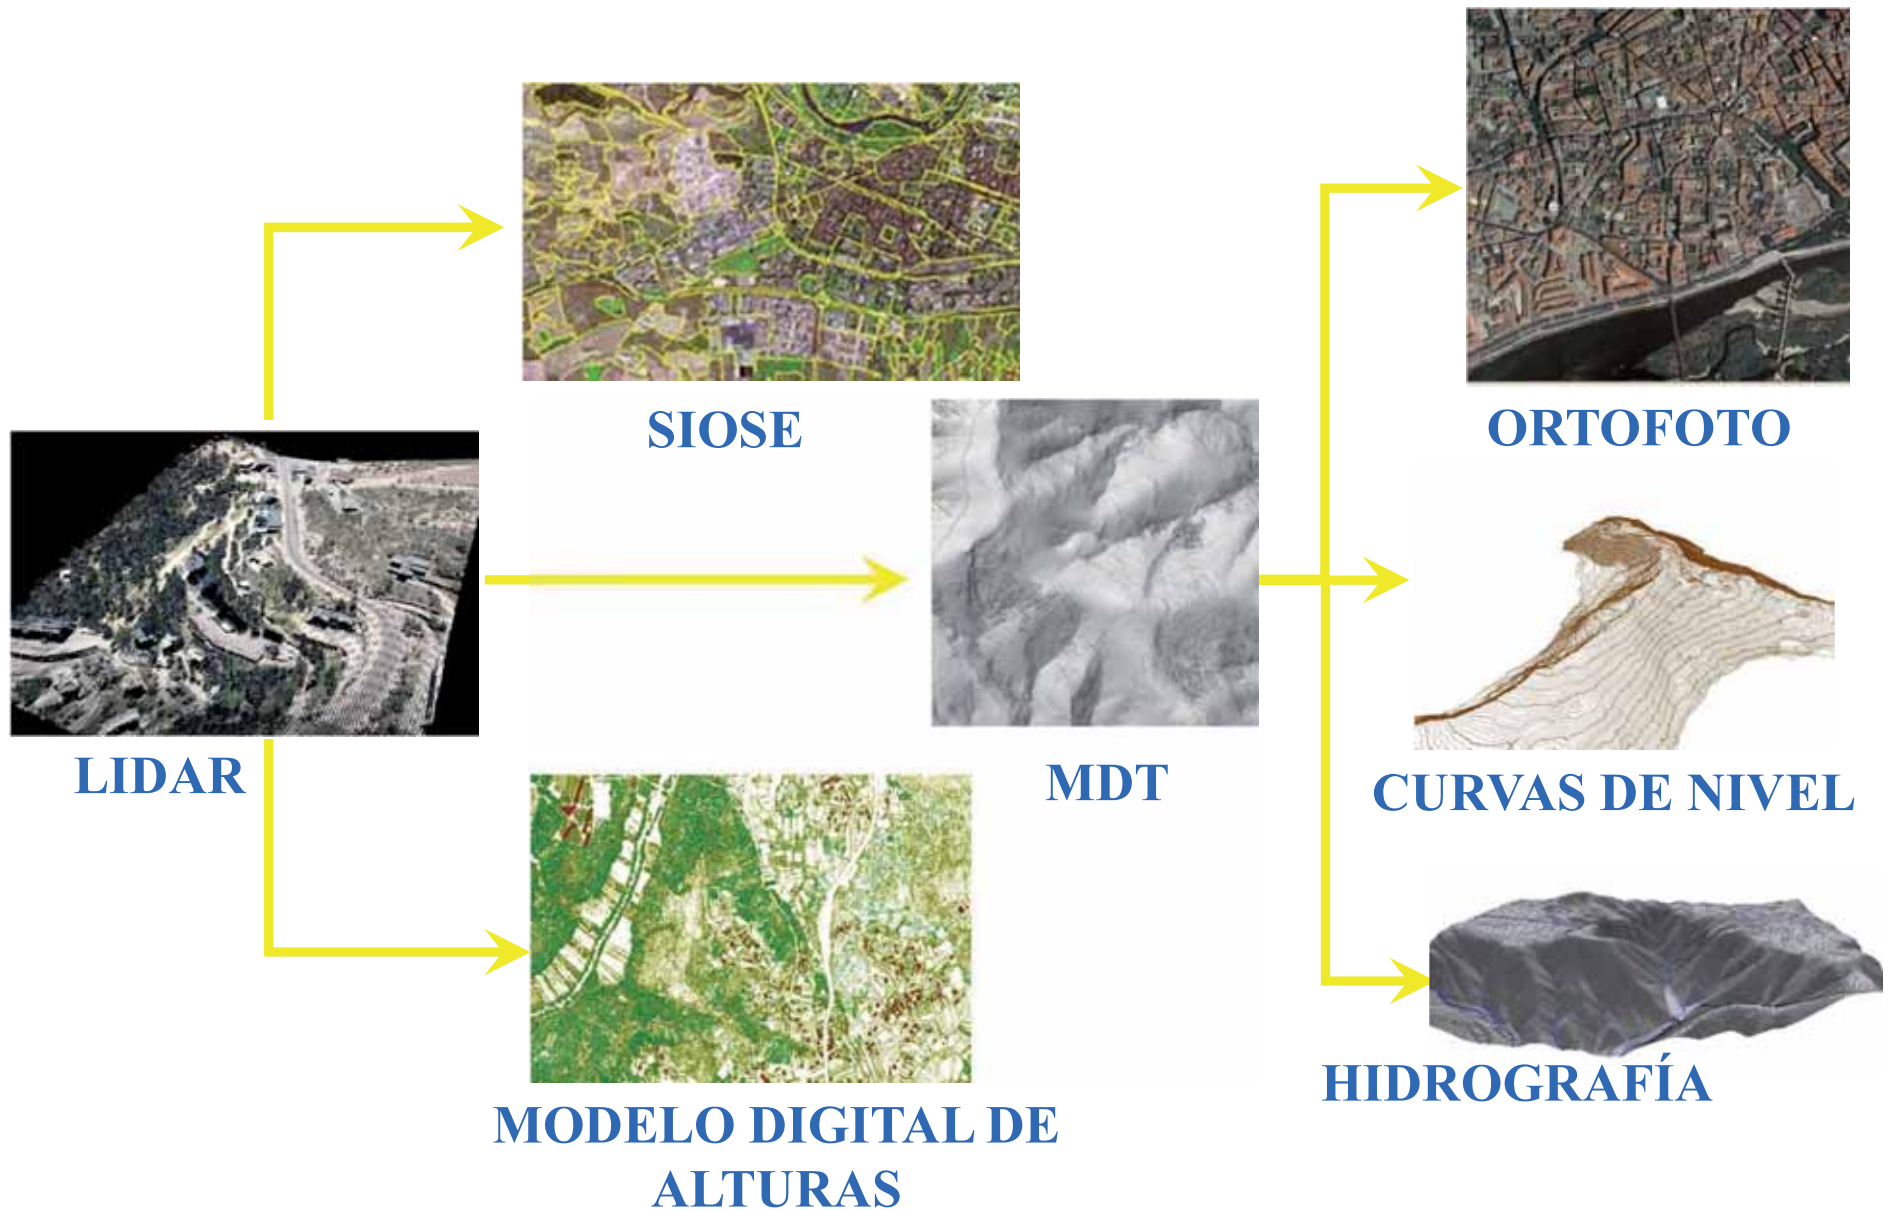 SIOSE
ORTOFOTO
LIDAR
MDT
CURVAS DE NIVEL
HIDROGRAFÍA
MODELO DIGITAL DE
ALTURAS